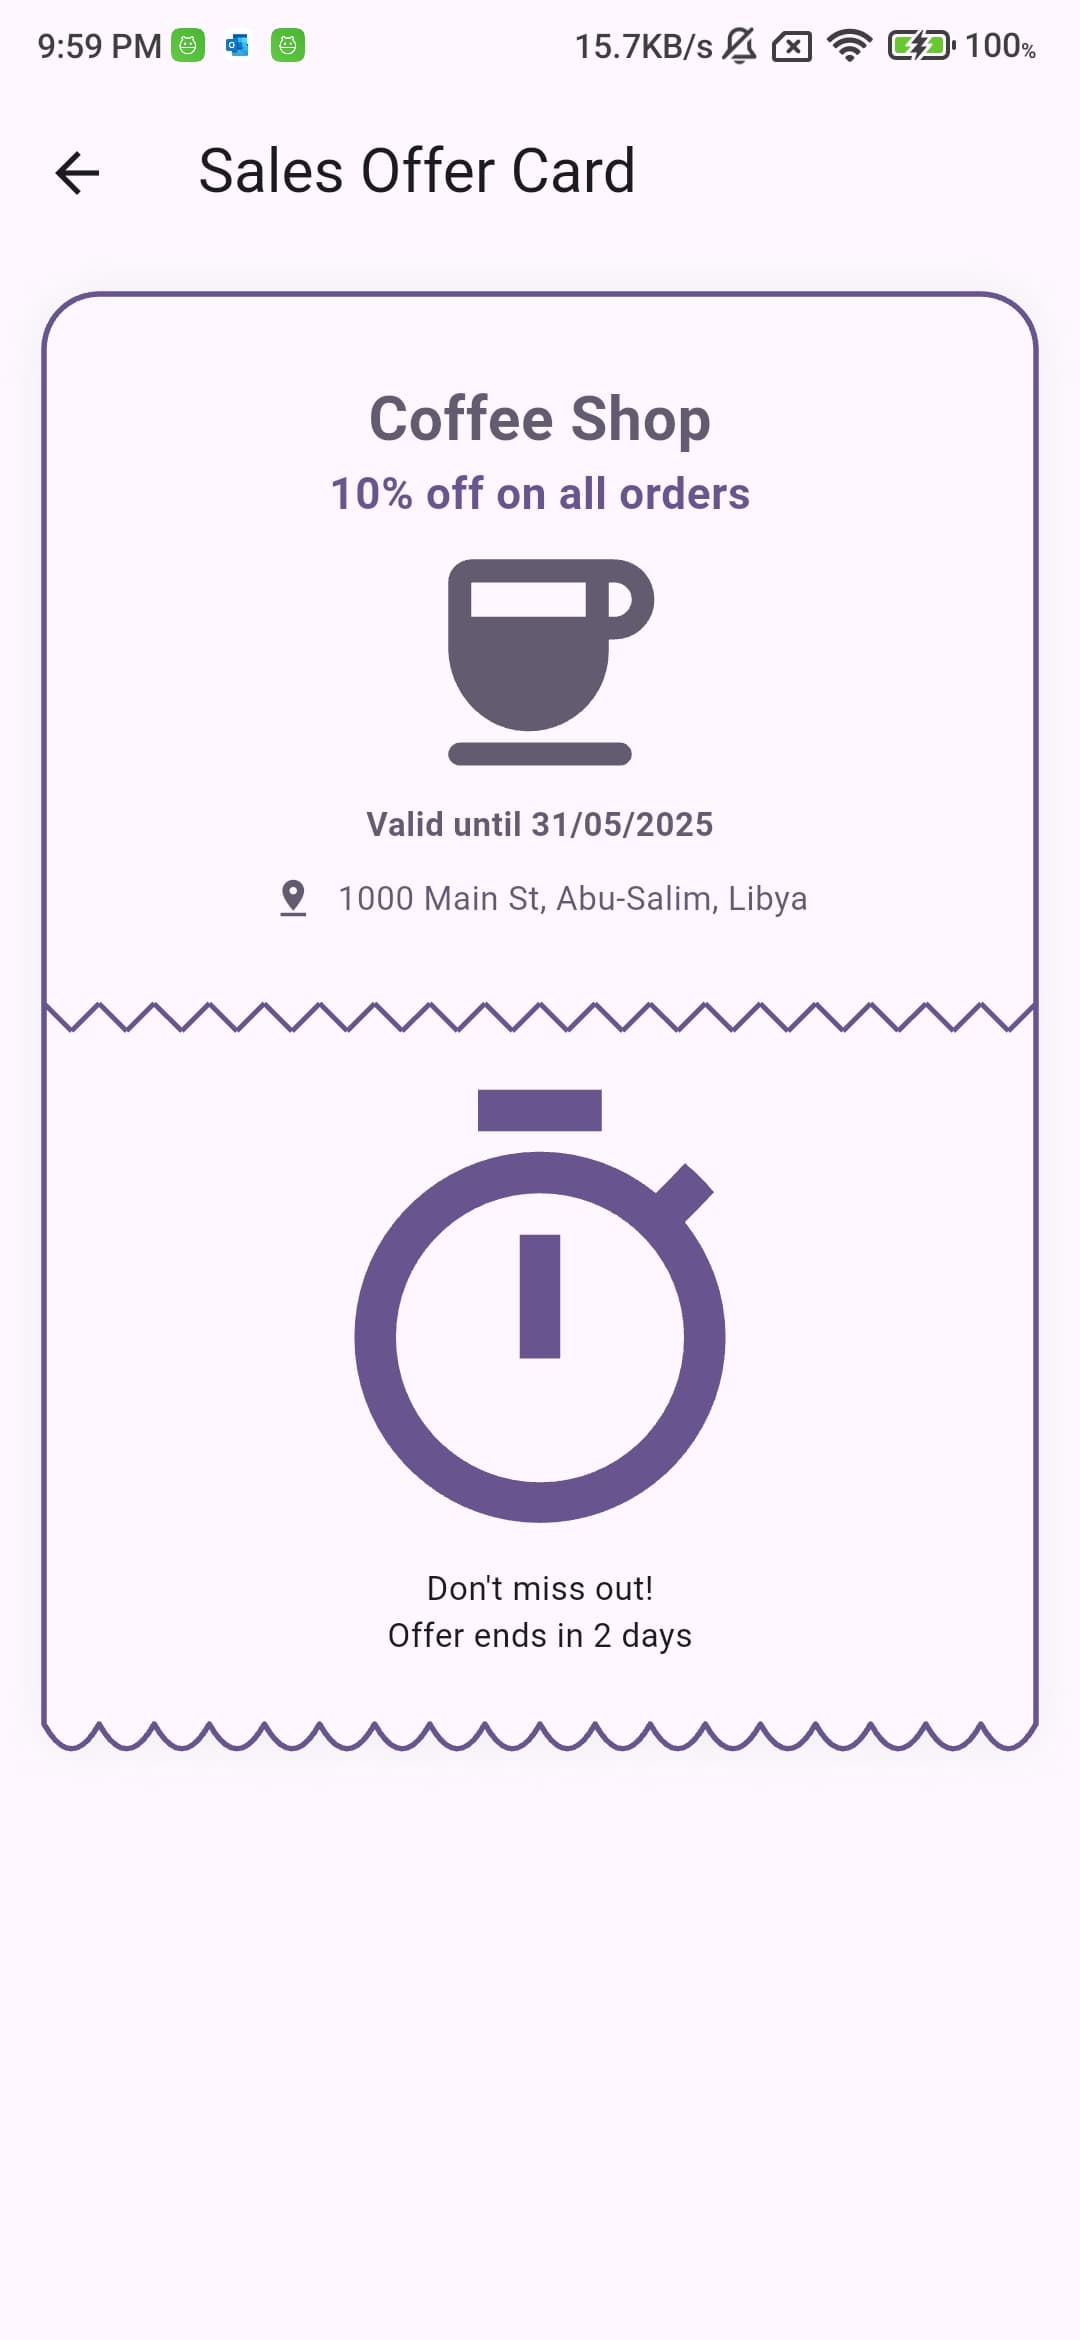 9:59 PM 15.7KB/s 100%
Sales Offer Card
Coffee Shop
10% off on all orders
Valid until 31/05/2025
1000 Main St, Abu-Salim, Libya
Don't miss out!
Offer ends in 2 days